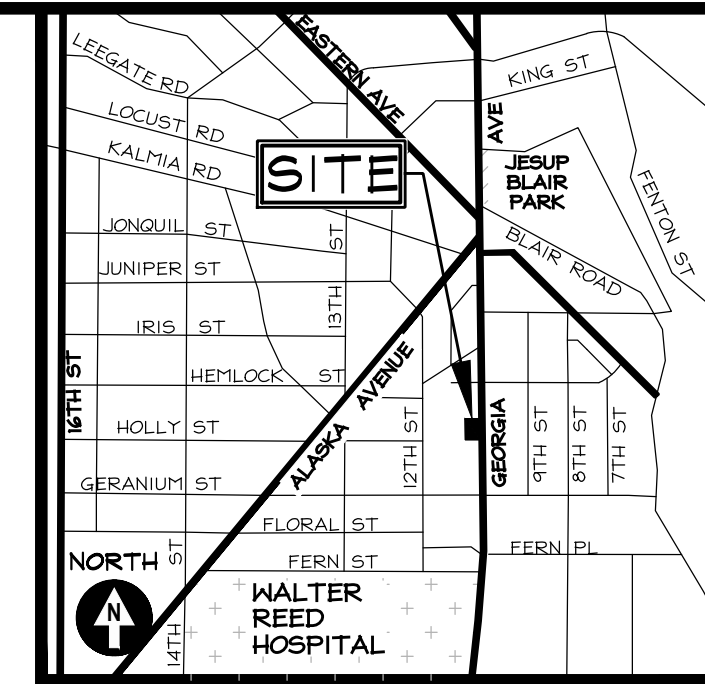 LEEGATE RD
EASTERN AVE
KING ST
LOCUST RD
AVE
KALMIA RD
SITE
JESUP
BLAIR
PARK
FENTON ST
JONQUIL ST
13TH ST
BLAIR ROAD
JUNIPER ST
IRIS ST
16TH ST
HEMLOCK ST
ALASKA AVENUE
HOLLY ST
12TH ST
GEORGIA
9TH ST
8TH ST
7TH ST
GERANIUM ST
FLORAL ST
NORTH
N
14TH ST
FERN ST
FERN PL
WALTER
REED
HOSPITAL